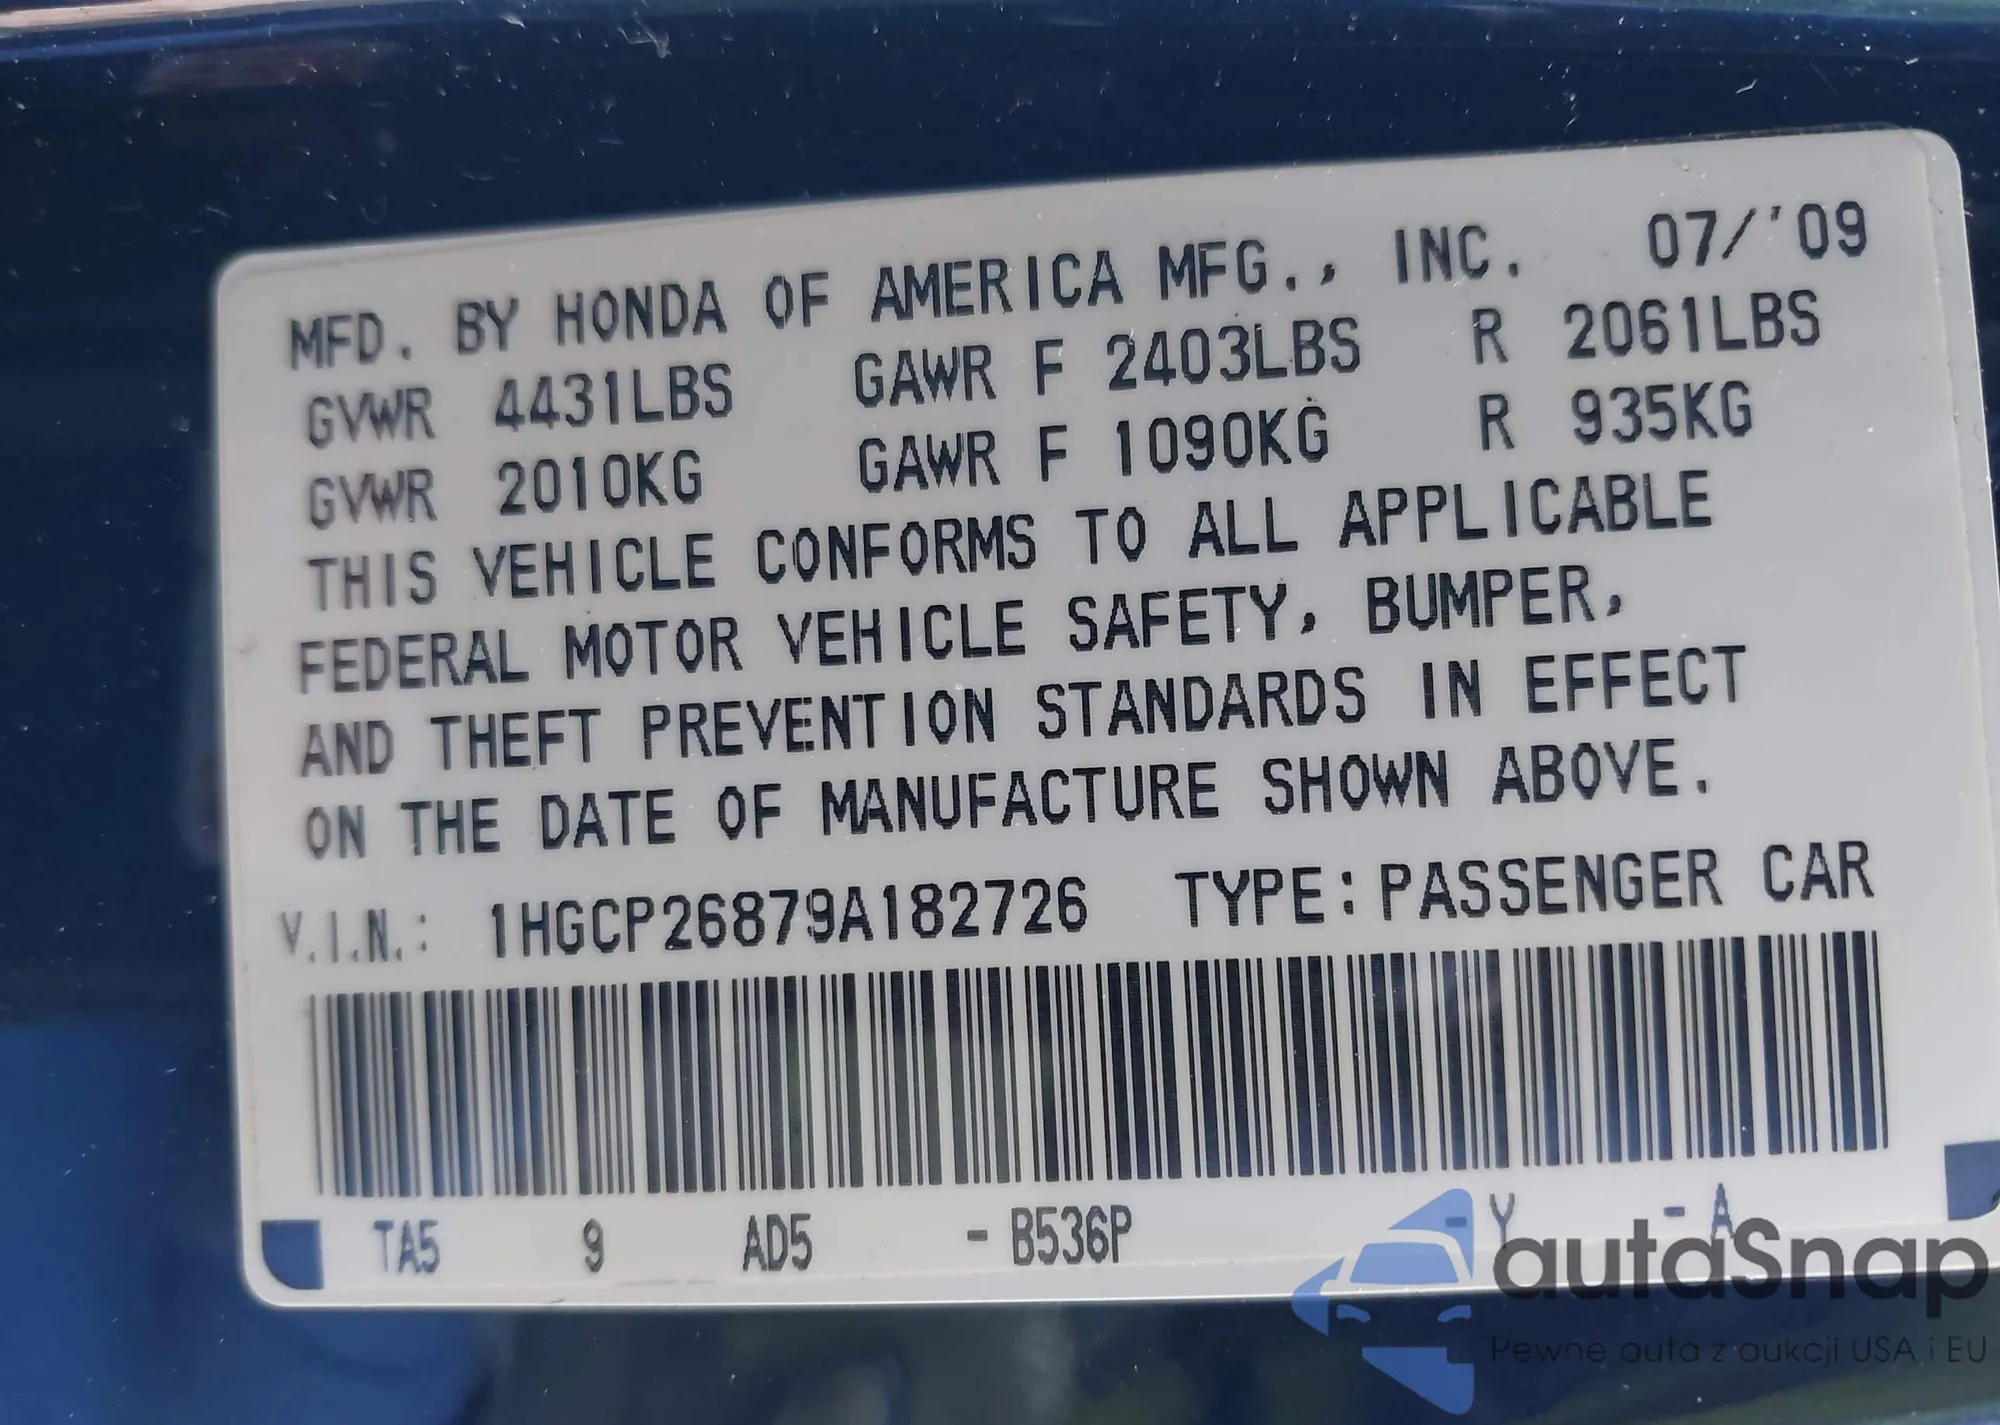 MFD. BY HONDA OF AMERICA MFG., INC. 07/'09
GVWR 4431LBS GAWR F 2403LBS R 2061LBS
GVWR 2010KG GAWR F 1090KG R 935KG
THIS VEHICLE CONFORMS TO ALL APPLICABLE
FEDERAL MOTOR VEHICLE SAFETY, BUMPER,
AND THEFT PREVENTION STANDARDS IN EFFECT
ON THE DATE OF MANUFACTURE SHOWN ABOVE.
V.I.N.: 1HGCP26879A182726 TYPE: PASSENGER CAR
TA5 9 AD5 - B536P - Y - A
autaSnap
Pewne auta z aukcji USA i EU